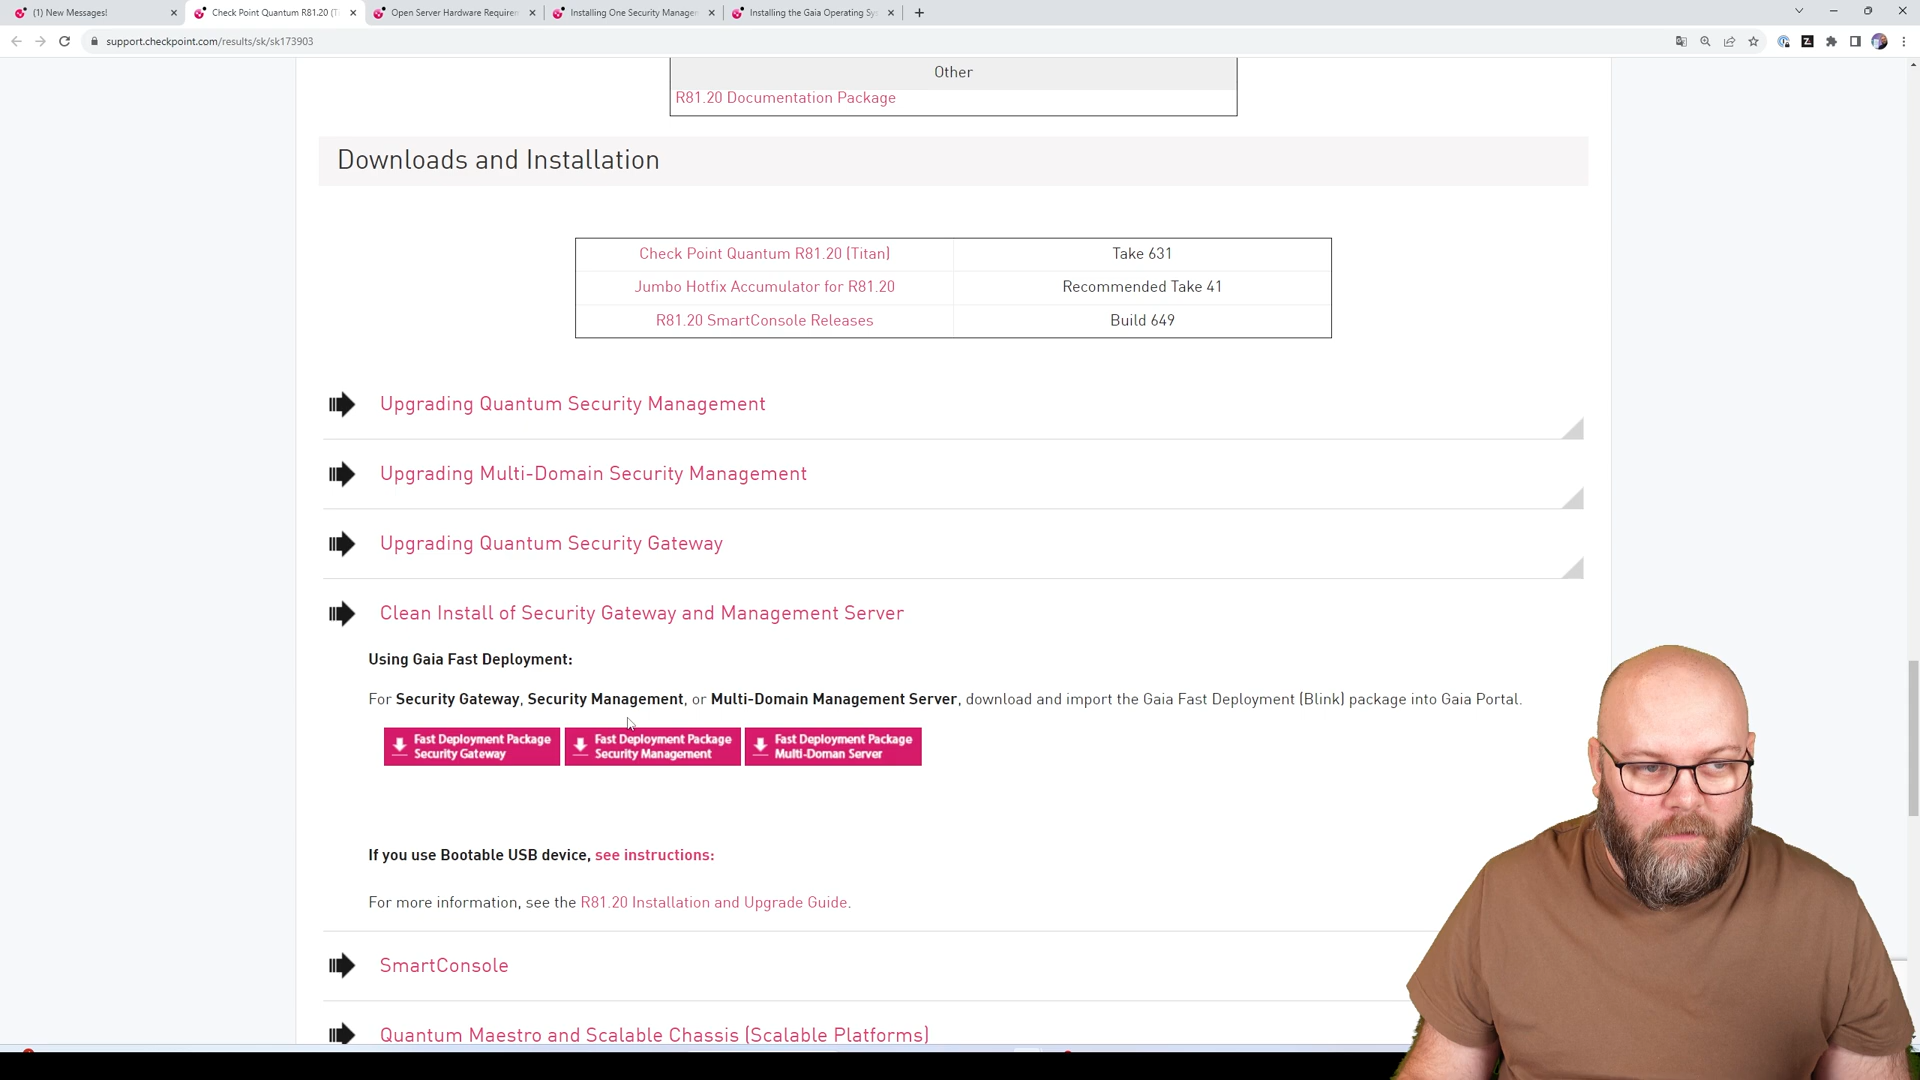 (1) New Messages!
Check Point Quantum R81.20 (Ti
Open Server Hardware Requirem
Installing One Security Manager
Installing the Gaia Operating Sy
support.checkpoint.com/results/sk/sk173903
Other
R81.20 Documentation Package
Downloads and Installation
Check Point Quantum R81.20 (Titan) Take 631
Jumbo Hotfix Accumulator for R81.20 Recommended Take 41
R81.20 SmartConsole Releases Build 649
Upgrading Quantum Security Management
Upgrading Multi-Domain Security Management
Upgrading Quantum Security Gateway
Clean Install of Security Gateway and Management Server
Using Gaia Fast Deployment:
For Security Gateway, Security Management, or Multi-Domain Management Server, download and import the Gaia Fast Deployment (Blink) package into Gaia Portal.
Fast Deployment Package
Security Gateway
Fast Deployment Package
Security Management
Fast Deployment Package
Multi-Doman Server
If you use Bootable USB device, see instructions:
For more information, see the R81.20 Installation and Upgrade Guide.
SmartConsole
Quantum Maestro and Scalable Chassis (Scalable Platforms)